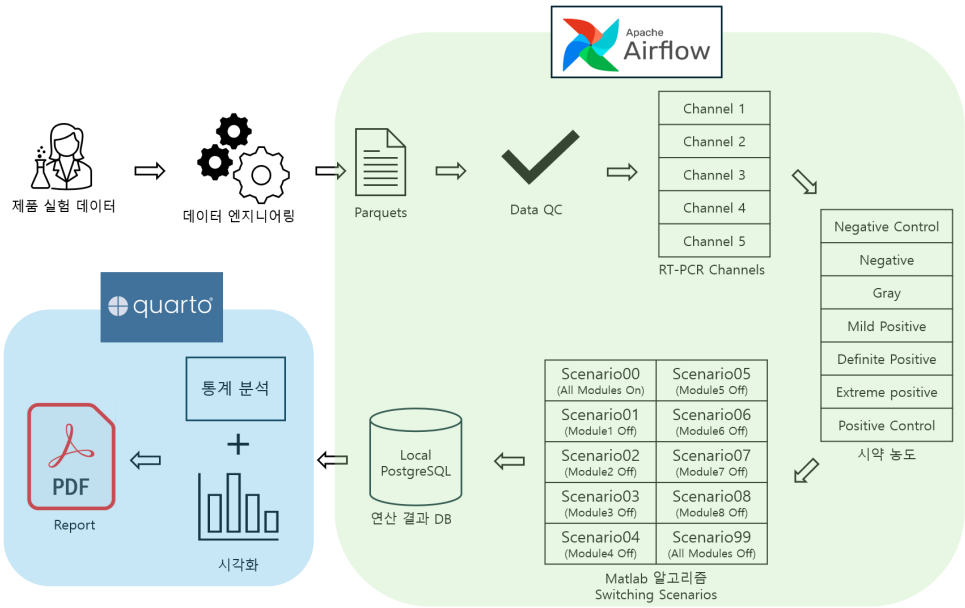 Apache
Airflow
제품 실험 데이터
데이터 엔지니어링
Parquets
Data QC
Channel 1
Channel 2
Channel 3
Channel 4
Channel 5
RT-PCR Channels
Negative Control
Negative
Gray
Mild Positive
Definite Positive
Extreme positive
Positive Control
시약 농도
Scenario00
(All Modules On)
Scenario01
(Module1 Off)
Scenario02
(Module2 Off)
Scenario03
(Module3 Off)
Scenario04
(Module4 Off)
Scenario05
(Module5 Off)
Scenario06
(Module6 Off)
Scenario07
(Module7 Off)
Scenario08
(Module8 Off)
Scenario99
(All Modules Off)
Matlab 알고리즘
Switching Scenarios
Local
PostgreSQL
연산 결과 DB
quarto
통계 분석
+
시각화
PDF
Report